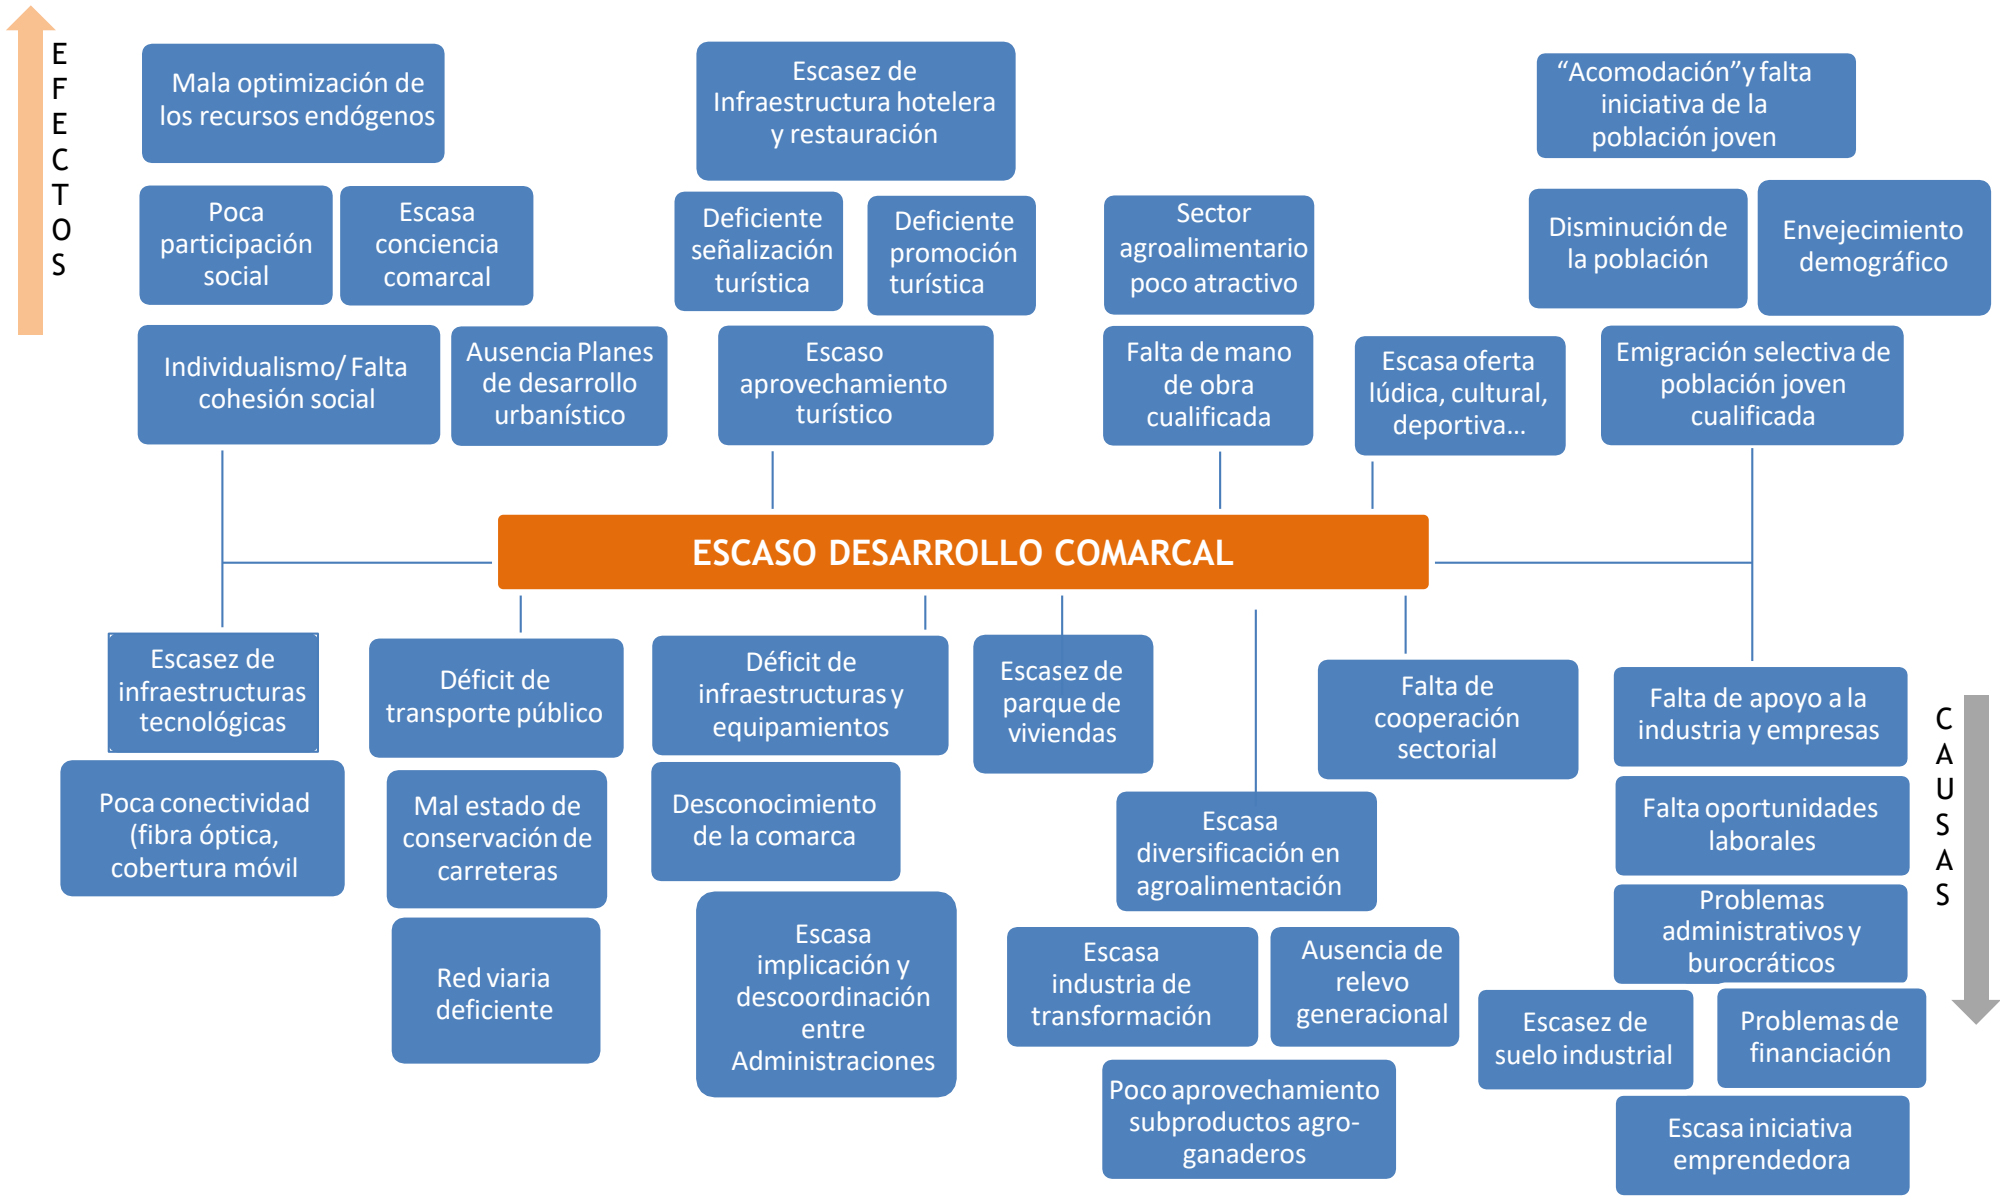 E
F
E
C
T
O
S
Mala optimización de
los recursos endógenos
Escasez de
Infraestructura hotelera
y restauración
“Acomodación”y falta
iniciativa de la
población joven
Poca
participación
social
Escasa
conciencia
comarcal
Deficiente
señalización
turística
Deficiente
promoción
turística
Sector
agroalimentario
poco atractivo
Disminución de
la población
Envejecimiento
demográfico
Individualismo/ Falta
cohesión social
Ausencia Planes
de desarrollo
urbanístico
Escaso
aprovechamiento
turístico
Falta de mano
de obra
cualificada
Escasa oferta
lúdica, cultural,
deportiva...
Emigración selectiva de
población joven
cualificada
ESCASO DESARROLLO COMARCAL
Escasez de
infraestructuras
tecnológicas
Déficit de
transporte público
Déficit de
infraestructuras y
equipamientos
Escasez de
parque de
viviendas
Falta de
cooperación
sectorial
Falta de apoyo a la
industria y empresas
C
A
U
S
A
S
Poca conectividad
(fibra óptica,
cobertura móvil
Mal estado de
conservación de
carreteras
Desconocimiento
de la comarca
Escasa
diversificación en
agroalimentación
Falta oportunidades
laborales
Red viaria
deficiente
Escasa
implicación y
descoordinación
entre
Administraciones
Escasa
industria de
transformación
Ausencia de
relevo
generacional
Problemas
administrativos y
burocráticos
Escasez de
suelo industrial
Problemas de
financiación
Poco aprovechamiento
subproductos agro-
ganaderos
Escasa iniciativa
emprendedora